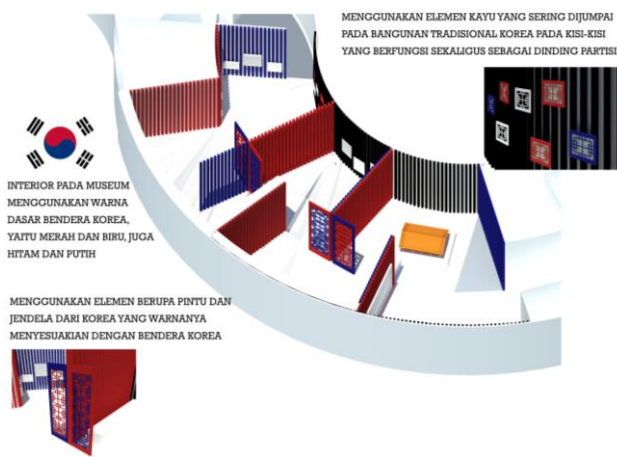 MENGGUNAKAN ELEMEN KAYU YANG SERING DIJUMPAI
PADA BANGUNAN TRADISIONAL KOREA PADA KISI-KISI
YANG BERFUNGSI SEKALIGUS SEBAGAI DINDING PARTISI
INTERIOR PADA MUSEUM
MENGGUNAKAN WARNA
DASAR BENDERA KOREA,
YAITU MERAH DAN BIRU, JUGA
HITAM DAN PUTIH
MENGGUNAKAN ELEMEN BERUPA PINTU DAN
JENDELA DARI KOREA YANG WARNANYA
MENYESUAKIAN DENGAN BENDERA KOREA